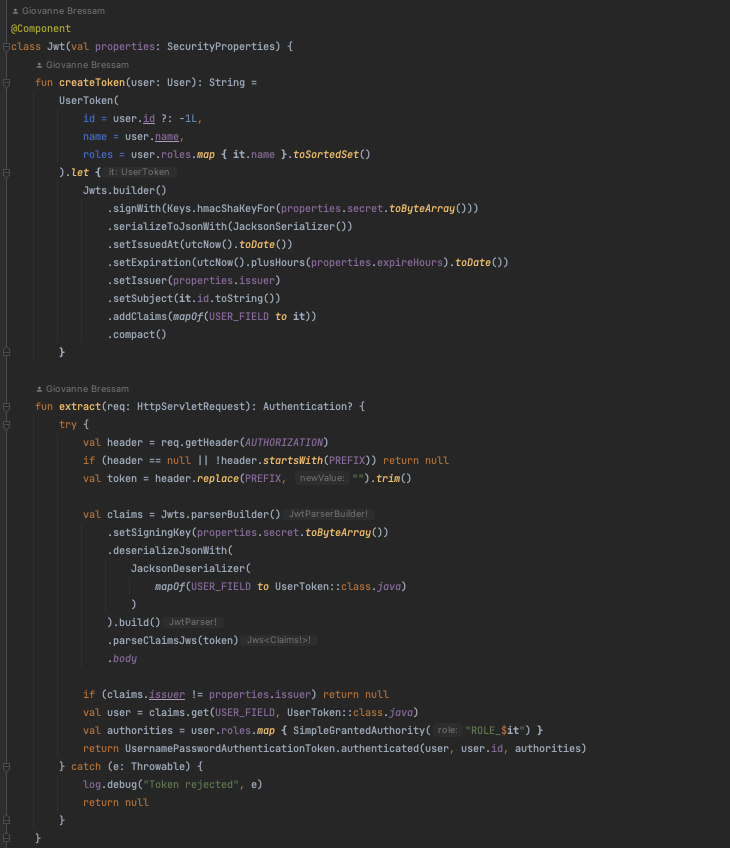 Giovanne Bressam
@Component
class Jwt(val properties: SecurityProperties) {
Giovanne Bressam
fun createToken(user: User): String =
UserToken(
id = user.id ?: -1L,
name = user.name,
roles = user.roles.map { it.name }.toSortedSet()
).let { it: UserToken
Jwts.builder()
.signWith(Keys.hmacShaKeyFor(properties.secret.toByteArray()))
.serializeToJsonWith(JacksonSerializer())
.setIssuedAt(utcNow().toDate())
.setExpiration(utcNow().plusHours(properties.expireHours).toDate())
.setIssuer(properties.issuer)
.setSubject(it.id.toString())
.addClaims(mapOf(USER_FIELD to it))
.compact()
}
Giovanne Bressam
fun extract(req: HttpServletRequest): Authentication? {
try {
val header = req.getHeader(AUTHORIZATION)
if (header == null || !header.startsWith(PREFIX)) return null
val token = header.replace(PREFIX, newValue: "").trim()
val claims = Jwts.parserBuilder() JwtParserBuilder!
.setSigningKey(properties.secret.toByteArray())
.deserializeJsonWith(
JacksonDeserializer(
mapOf(USER_FIELD to UserToken::class.java)
)
).build() JwtParser!
.parseClaimsJws(token) Jws<Claims!>!
.body
if (claims.issuer != properties.issuer) return null
val user = claims.get(USER_FIELD, UserToken::class.java)
val authorities = user.roles.map { SimpleGrantedAuthority( role: "ROLE_$it") }
return UsernamePasswordAuthenticationToken.authenticated(user, user.id, authorities)
} catch (e: Throwable) {
log.debug("Token rejected", e)
return null
}
}